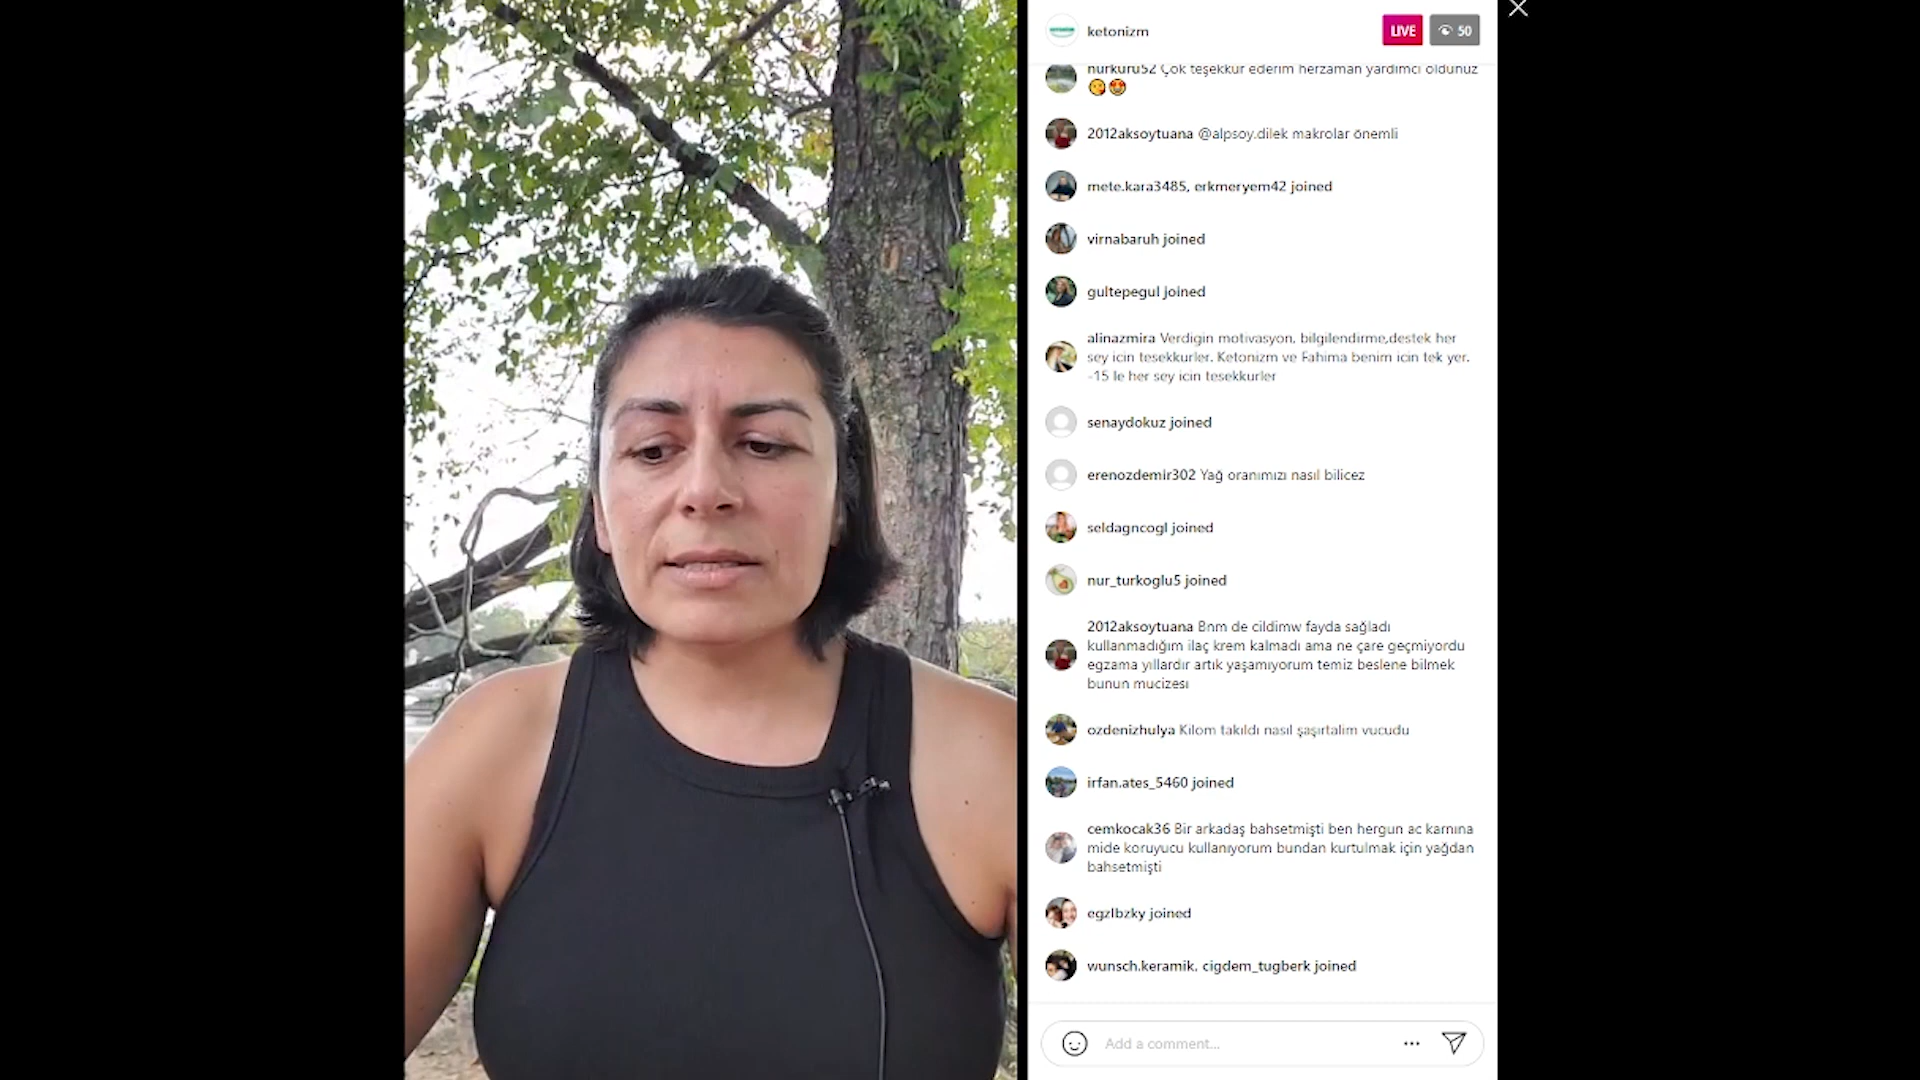 ketonizm
LIVE
50
nurkuru52 Çok teşekkür ederim herzaman yardımcı oldunuz
2012aksoytuana @alpsoy.dilek makrolar önemli
mete.kara3485, erkmeryem42 joined
virnabaruh joined
gultepegul joined
alinazmira Verdigin motivasyon, bilgilendirme,destek her
sey icin tesekkurler. Ketonizm ve Fahima benim icin tek yer.
-15 le her sey icin tesekkurler
senaydokuz joined
erenozdemir302 Yağ oranımızı nasıl bilicez
seldagncogl joined
nur_turkoglu5 joined
2012aksoytuana Bnm de cildimw fayda sağladı
kullanmadığım ilaç krem kalmadı ama ne çare geçmiyordu
egzama yıllardır artık yaşamıyorum temiz beslene bilmek
bunun mucizesi
ozdenizhulya Kilom takıldı nasıl şaşırtalim vucudu
irfan.ates_5460 joined
cemkocak36 Bir arkadaş bahsetmişti ben hergun ac karnına
mide koruyucu kullanıyorum bundan kurtulmak için yağdan
bahsetmişti
egzlbzky joined
wunsch.keramik, cigdem_tugberk joined
Add a comment...